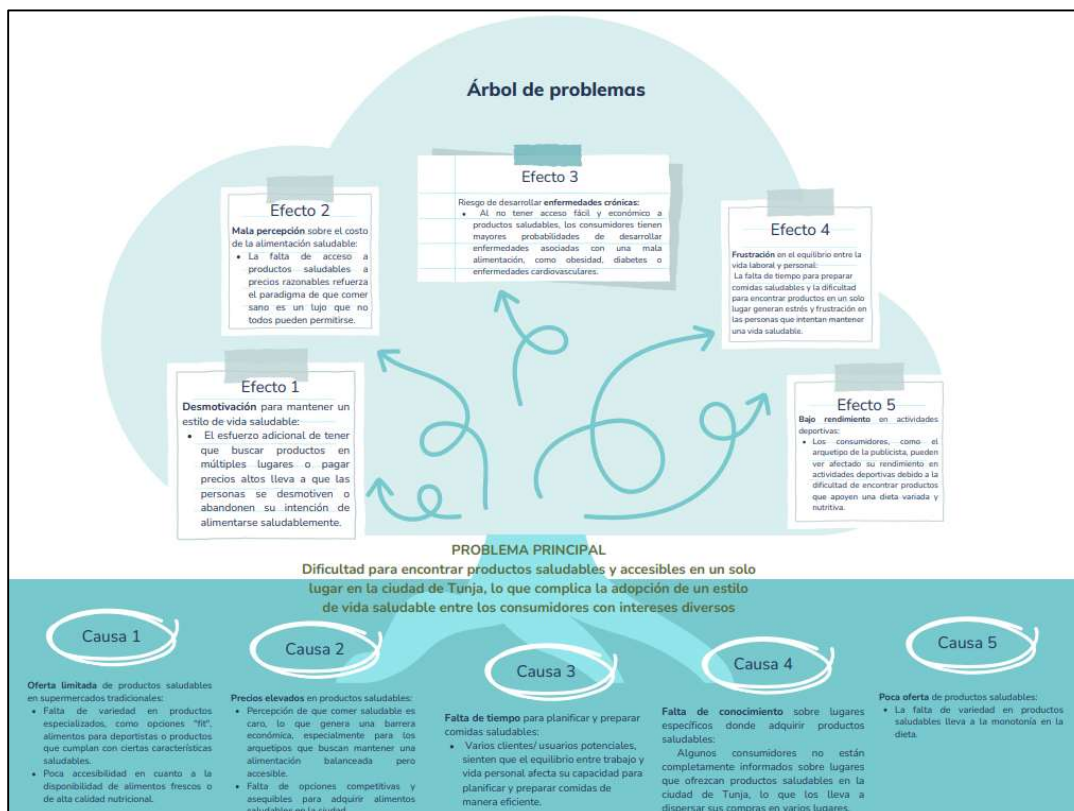 Árbol de problemas
Efecto 3
Riesgo de desarrollar enfermedades crónicas:
• Al no tener acceso fácil y económico a
productos saludables, los consumidores tienen
mayores probabilidades de desarrollar
enfermedades asociadas con una mala
alimentación, como obesidad, diabetes o
enfermedades cardiovasculares.
Efecto 2
Mala percepción sobre el costo
de la alimentación saludable:
• La falta de acceso a
productos saludables a
precios razonables refuerza
el paradigma de que comer
sano es un lujo que no
todos pueden permitirse.
Efecto 4
Frustración en el equilibrio entre la
vida laboral y personal:
La falta de tiempo para preparar
comidas saludables y la dificultad
para encontrar productos en un solo
lugar generan estrés y frustración en
las personas que intentan mantener
una vida saludable.
Efecto 1
Desmotivación para mantener un
estilo de vida saludable:
• El esfuerzo adicional de tener
que buscar productos en
múltiples lugares o pagar
precios altos lleva a que las
personas se desmotiven o
abandonen su intención de
alimentarse saludablemente.
Efecto 5
Bajo rendimiento en actividades
deportivas:
• Los consumidores, como el
arquetipo de la publicista, pueden
ver afectado su rendimiento en
actividades deportivas debido a la
dificultad de encontrar productos
que apoyen una dieta variada y
nutritiva.
PROBLEMA PRINCIPAL
Dificultad para encontrar productos saludables y accesibles en un solo
lugar en la ciudad de Tunja, lo que complica la adopción de un estilo
de vida saludable entre los consumidores con intereses diversos
Causa 1
Oferta limitada de productos saludables
en supermercados tradicionales:
• Falta de variedad en productos
especializados, como opciones "fit",
alimentos para deportistas o productos
que cumplan con ciertas características
saludables.
• Poca accesibilidad en cuanto a la
disponibilidad de alimentos frescos o
de alta calidad nutricional.
Causa 2
Precios elevados en productos saludables:
• Percepción de que comer saludable es
caro, lo que genera una barrera
económica, especialmente para los
arquetipos que buscan mantener una
alimentación balanceada pero
accesible.
• Falta de opciones competitivas y
asequibles para adquirir alimentos
saludables en la ciudad.
Causa 3
Falta de tiempo para planificar y preparar
comidas saludables:
• Varios clientes/ usuarios potenciales,
sienten que el equilibrio entre trabajo y
vida personal afecta su capacidad para
planificar y preparar comidas de
manera eficiente.
Causa 4
Falta de conocimiento sobre lugares
específicos donde adquirir productos
saludables:
Algunos consumidores no están
completamente informados sobre lugares
que ofrezcan productos saludables en la
ciudad de Tunja, lo que los lleva a
dispersar sus compras en varios lugares.
Causa 5
Poca oferta de productos saludables:
• La falta de variedad en productos
saludables lleva a la monotonía en la
dieta.